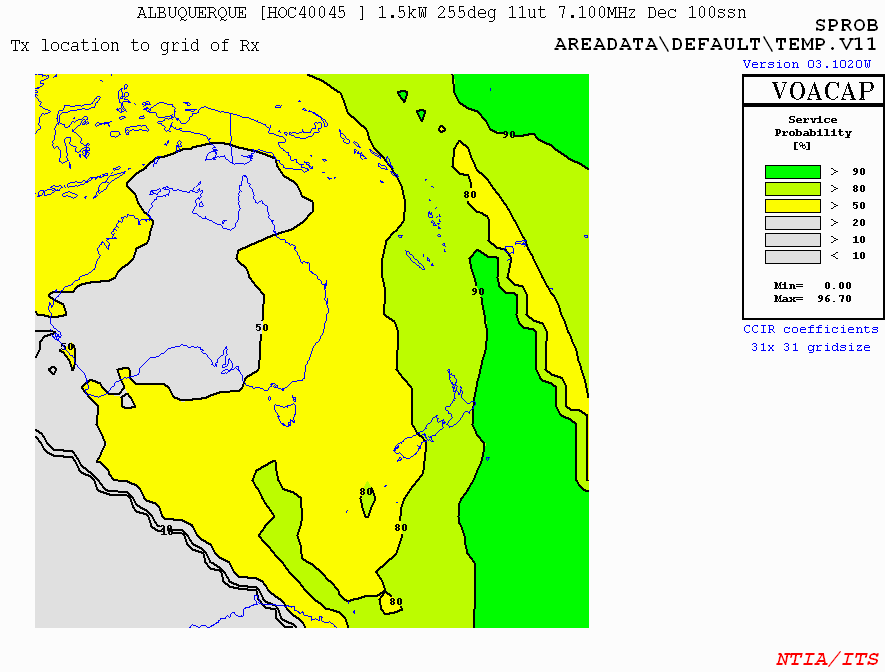 ALBUQUERQUE [HOC40045 ] 1.5kW 255deg 11ut 7.100MHz Dec 100ssn
SPROB
Tx location to grid of Rx
AREADATA\DEFAULT\TEMP.V11
Version 03.1020W
VOACAP
Service
Probability
[%]
> 90
> 80
> 50
> 20
> 10
< 10
Min= 0.00
Max= 96.70
CCIR coefficients
31x 31 gridsize
90
80
90
50
50
80
80
10
80
NTIA/ITS